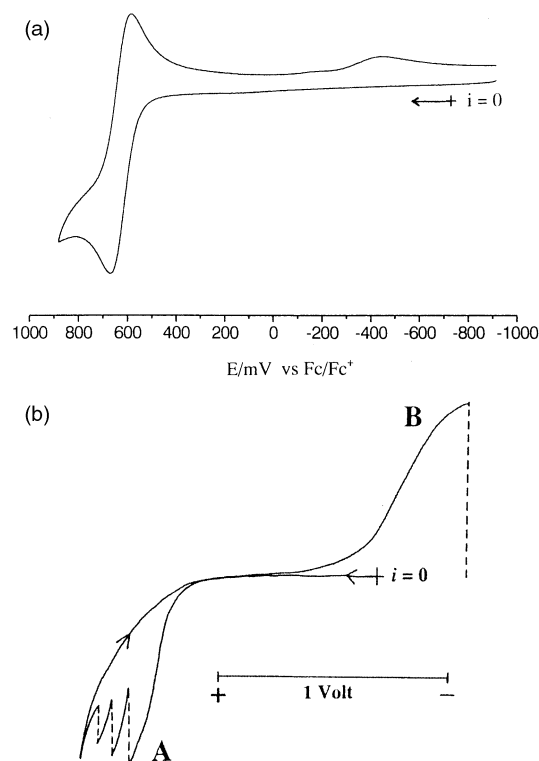 (a)
i = 0
1000 800 600 400 200 0 -200 -400 -600 -800 -1000
E/mV vs Fc/Fc⁺
(b)
B
i = 0
1 Volt
+ −
A